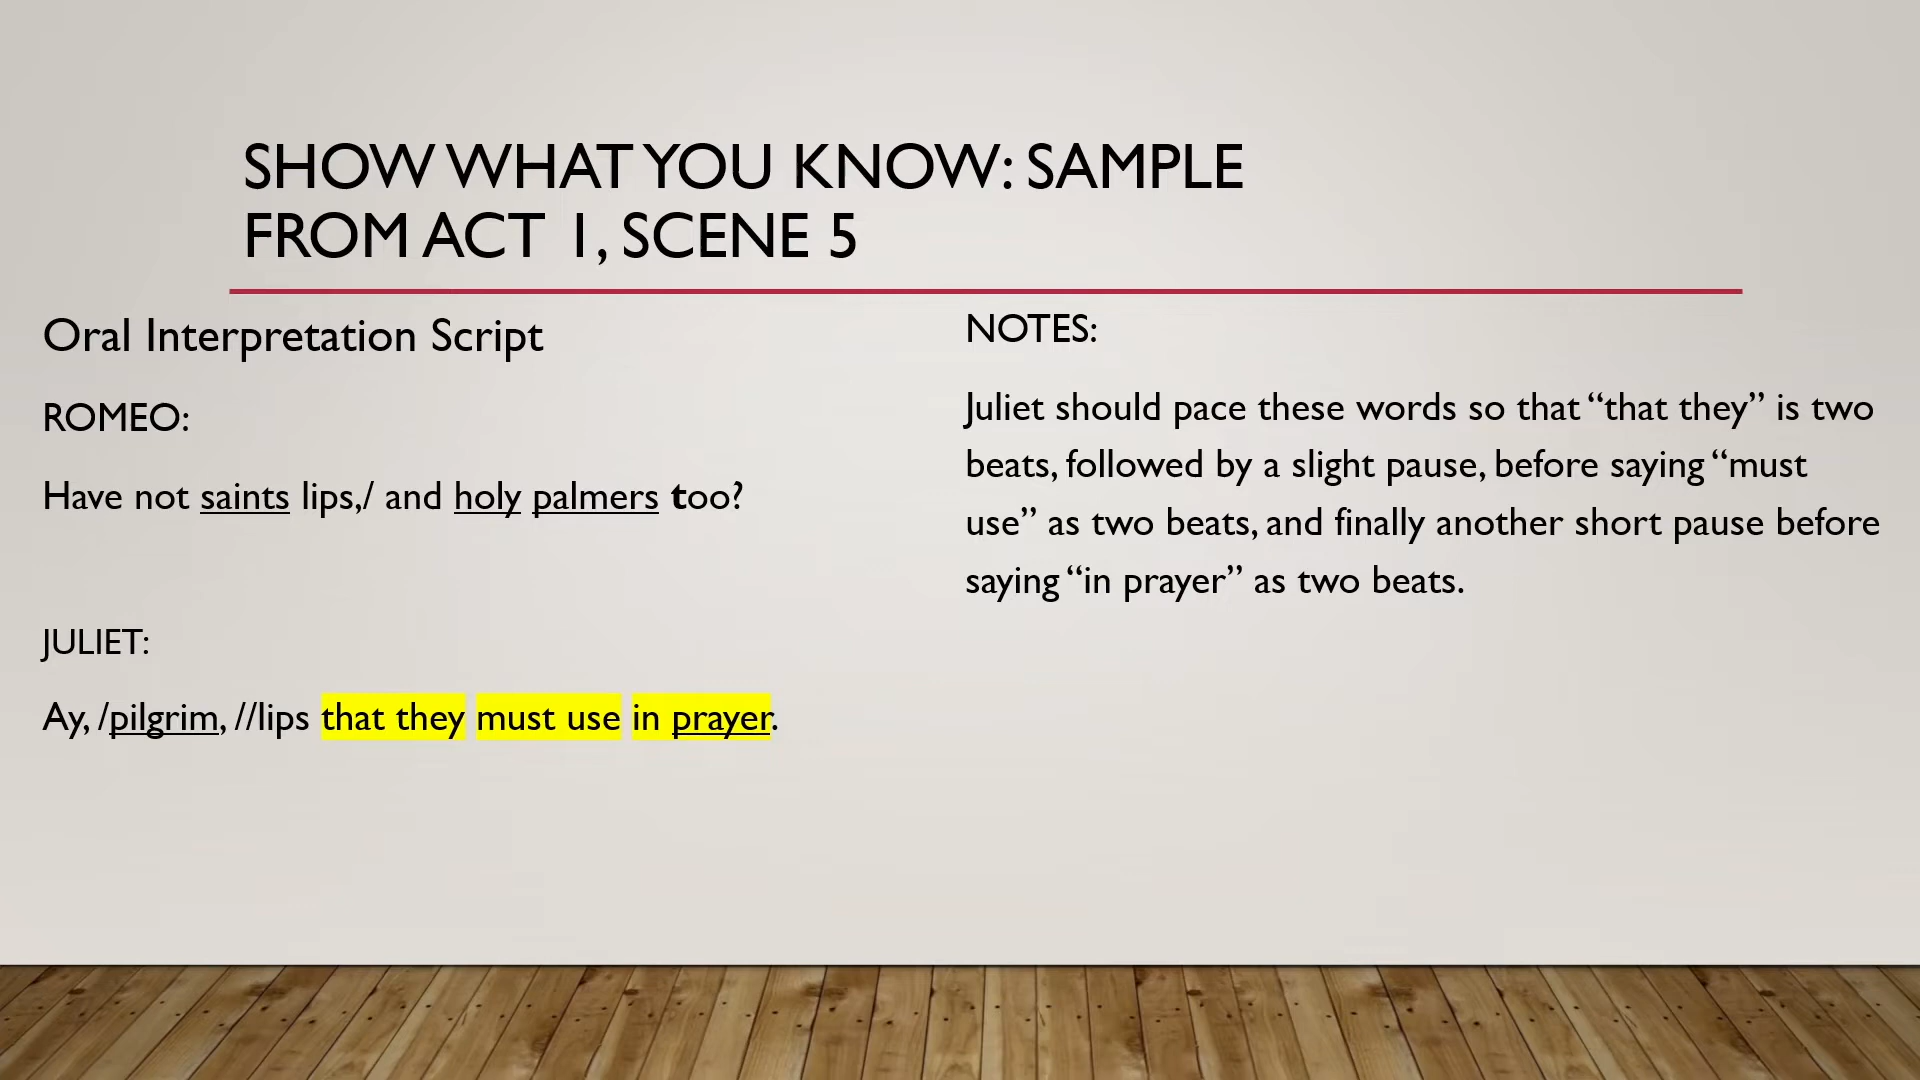 SHOW WHAT YOU KNOW: SAMPLE
FROM ACT 1, SCENE 5
Oral Interpretation Script
ROMEO:
Have not saints lips,/ and holy palmers too?
JULIET:
Ay, /pilgrim, //lips that they must use in prayer.
NOTES:
Juliet should pace these words so that “that they” is two
beats, followed by a slight pause, before saying “must
use” as two beats, and finally another short pause before
saying “in prayer” as two beats.